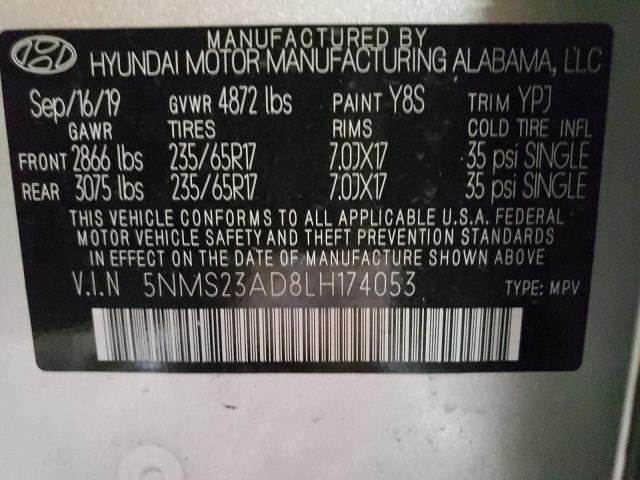 MANUFACTURED BY
HYUNDAI MOTOR MANUFACTURING ALABAMA, LLC
Sep/16/19 GVWR 4872 lbs PAINT Y8S TRIM YPJ
GAWR TIRES RIMS COLD TIRE INFL
FRONT 2866 lbs 235/65R17 7.0JX17 35 psi SINGLE
REAR 3075 lbs 235/65R17 7.0JX17 35 psi SINGLE
THIS VEHICLE CONFORMS TO ALL APPLICABLE U.S.A. FEDERAL
MOTOR VEHICLE SAFETY AND THEFT PREVENTION STANDARDS
IN EFFECT ON THE DATE OF MANUFACTURE SHOWN ABOVE
V.I.N 5NMS23AD8LH174053 TYPE: MPV